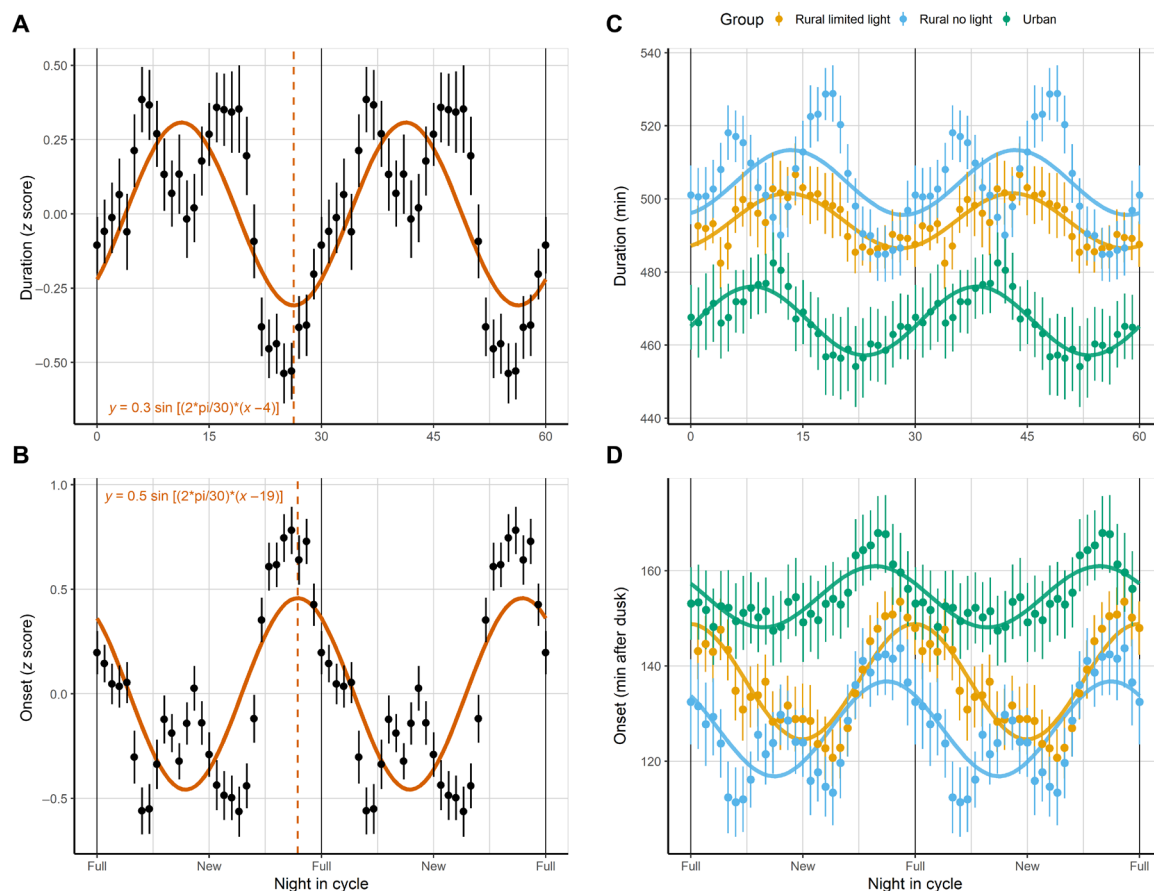 Group Rural limited light Rural no light Urban
A
Duration (z score)
0.50
0.25
0.00
−0.25
−0.50
y = 0.3 sin [(2*pi/30)*(x −4)]
0 15 30 45 60
C
Duration (min)
540
520
500
480
460
440
0 15 30 45 60
B
Onset (z score)
1.0
0.5
0.0
−0.5
y = 0.5 sin [(2*pi/30)*(x −19)]
Full New Full New Full
Night in cycle
D
Onset (min after dusk)
160
140
120
Full New Full New Full
Night in cycle